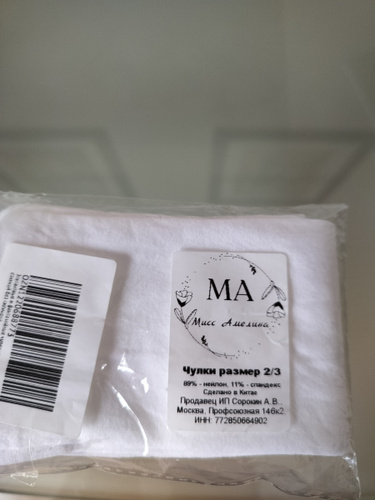 MA
Мисс Амелина
Чулки размер 2/3
89% - нейлон, 11% - спандекс
Сделано в Китае
Продавец ИП Сорокин А.В.
Москва, Профсоюзная 146к2
ИНН: 772850664902
OZN1220688773